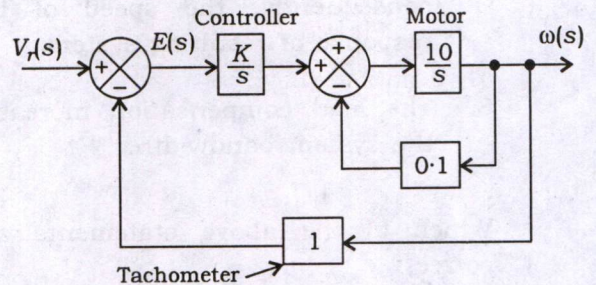 Controller
Motor
V_r(s)
+
−
E(s)
K/s
+
−
10/s
ω(s)
0·1
1
Tachometer